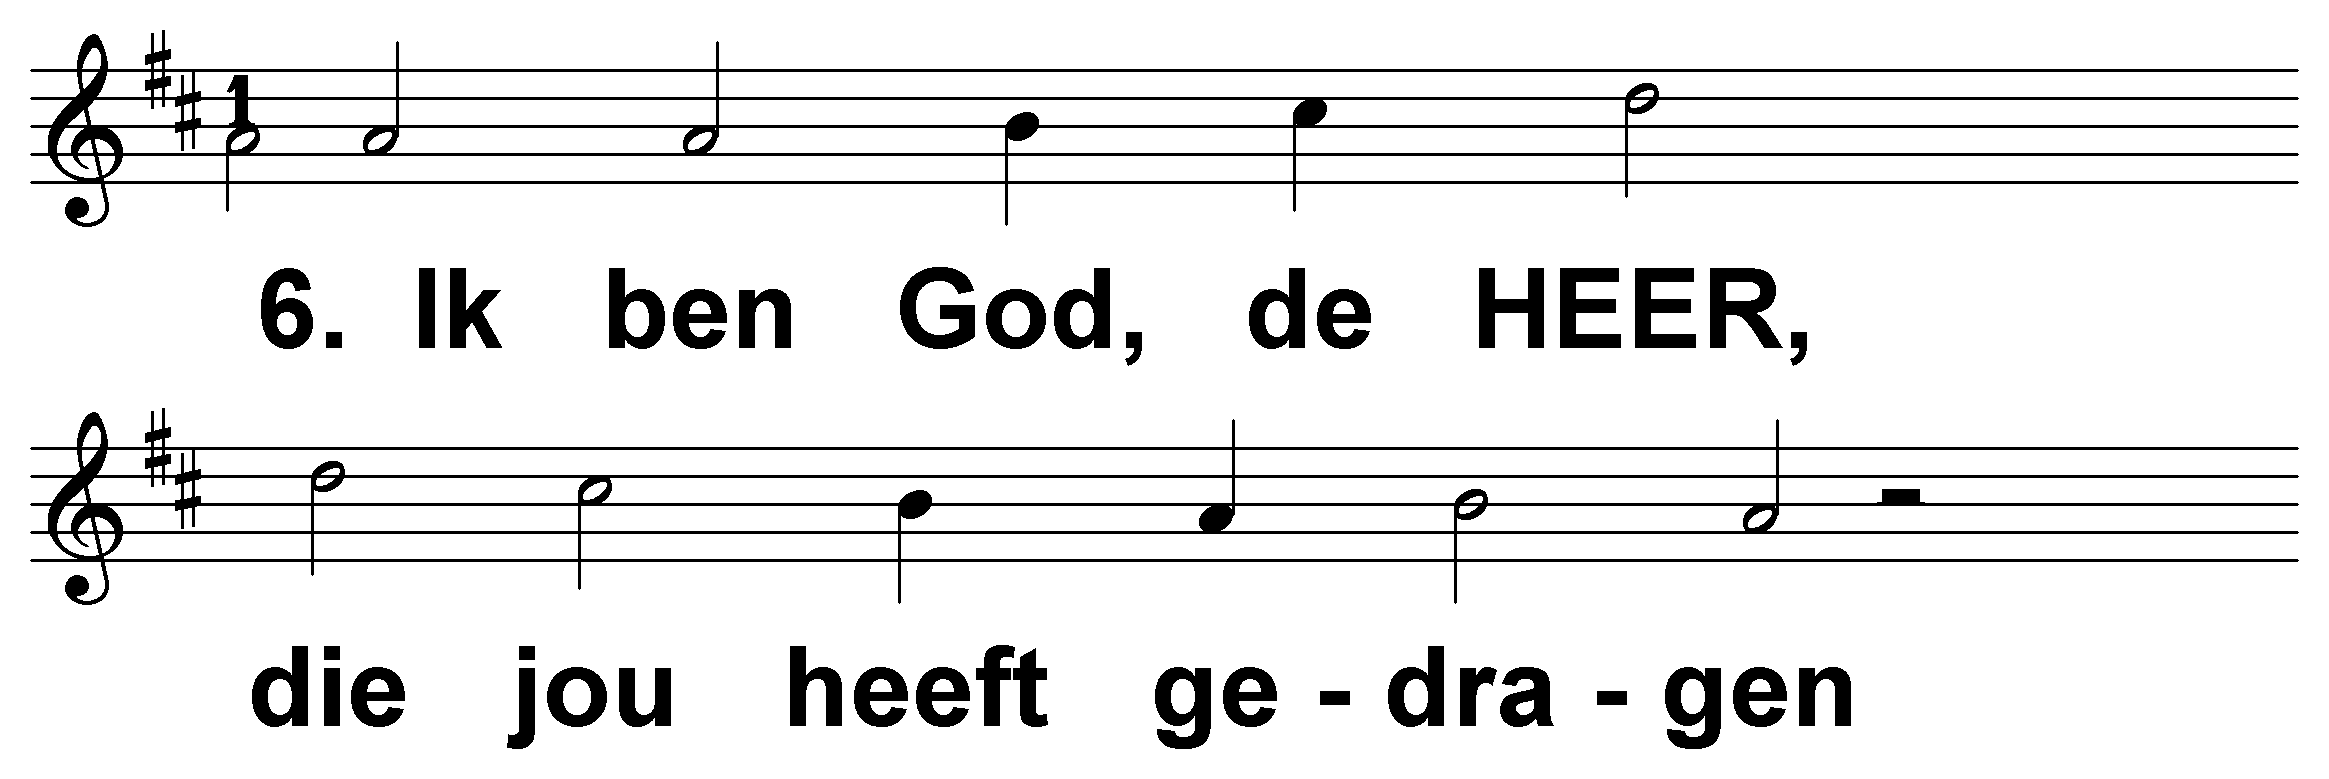 1
6. Ik ben God, de HEER,
die jou heeft ge - dra - gen